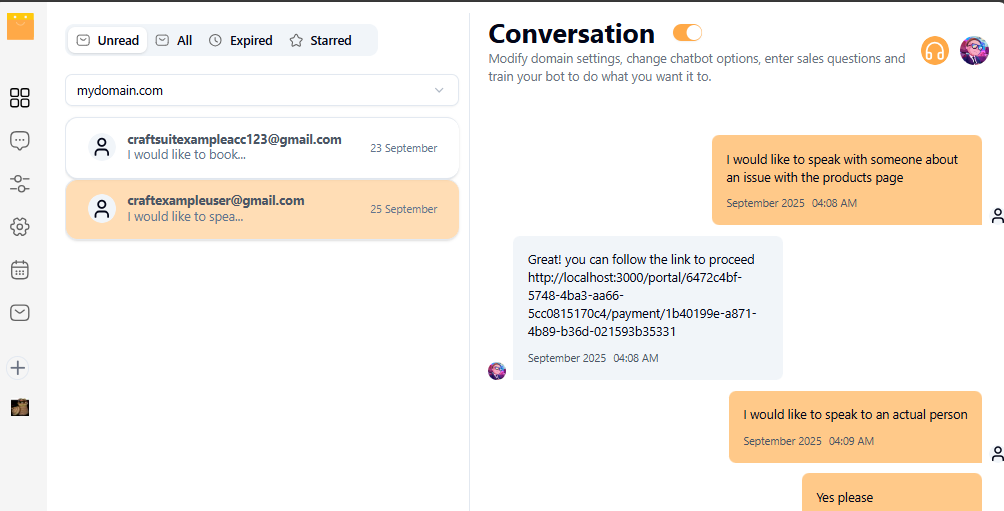 Unread All Expired Starred
mydomain.com
craftsuitexampleacc123@gmail.com
I would like to book...
23 September
craftexampleuser@gmail.com
I would like to spea...
25 September
Conversation
Modify domain settings, change chatbot options, enter sales questions and
train your bot to do what you want it to.
I would like to speak with someone about
an issue with the products page
September 2025 04:08 AM
Great! you can follow the link to proceed
http://localhost:3000/portal/6472c4bf-
5748-4ba3-aa66-
5cc0815170c4/payment/1b40199e-a871-
4b89-b36d-021593b35331
September 2025 04:08 AM
I would like to speak to an actual person
September 2025 04:09 AM
Yes please